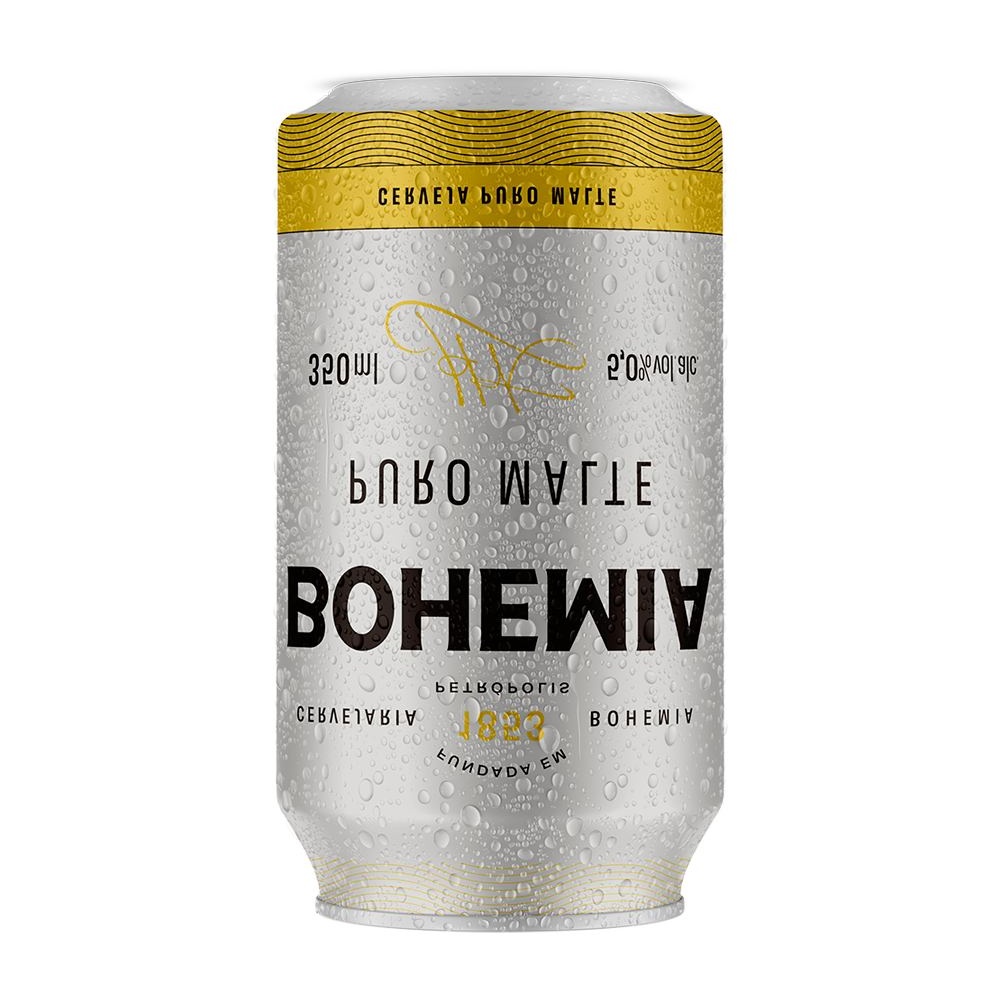 FUNDADA EM
1853
CERVEJARIA BOHEMIA
PETRÓPOLIS
BOHEMIA
PURO MALTE
350ml 5,0% vol. alc.
CERVEJA PURO MALTE